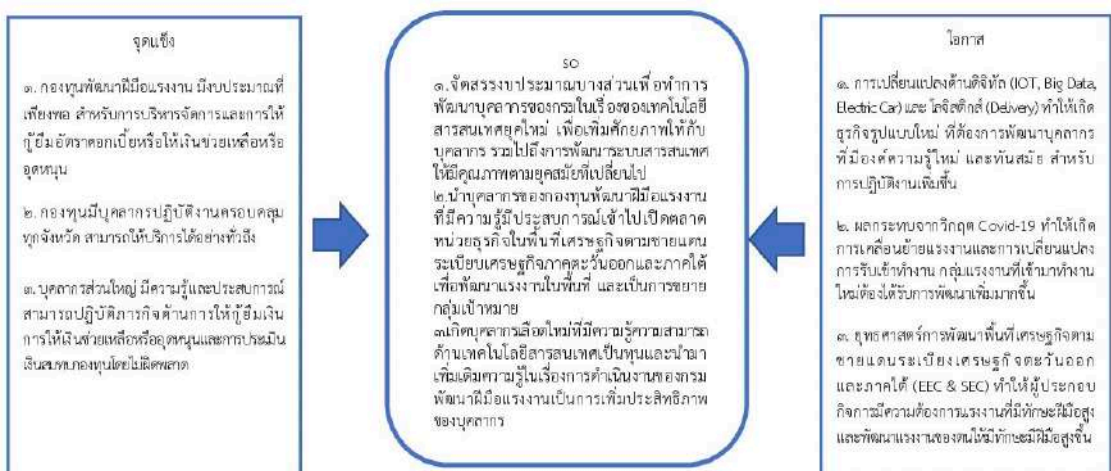 จุดแข็ง
๑. กองทุนพัฒนาฝีมือแรงงาน มีงบประมาณที่
เพียงพอ สำหรับการบริหารจัดการและการให้
กู้ยืมอัตราดอกเบี้ยหรือให้เงินช่วยเหลือหรือ
อุดหนุน
๒. กองทุนมีบุคลากรปฏิบัติงานครอบคลุม
ทุกจังหวัด สามารถให้บริการได้อย่างทั่วถึง
๓. บุคลากรส่วนใหญ่ มีความรู้และประสบการณ์
สามารถปฏิบัติภารกิจด้านการให้กู้ยืมเงิน
การให้เงินช่วยเหลือหรืออุดหนุนและการประเมิน
เงินสมทบกองทุนโดยไม่ผิดพลาด
SO
๑.จัดสรรงบประมาณบางส่วนเพื่อทำการ
พัฒนาบุคลากรของกรมในเรื่องของเทคโนโลยี
สารสนเทศยุคใหม่ เพื่อเพิ่มศักยภาพให้กับ
บุคลากร รวมไปถึงการพัฒนาระบบสารสนเทศ
ให้มีคุณภาพตามยุคสมัยที่เปลี่ยนไป
๒.นำบุคลากรของกองทุนพัฒนาฝีมือแรงงาน
ที่มีความรู้มีประสบการณ์เข้าไปเปิดตลาด
หน่วยธุรกิจในพื้นที่เศรษฐกิจตามชายแดน
ระเบียบเศรษฐกิจภาคตะวันออกและภาคใต้
เพื่อพัฒนาแรงงานในพื้นที่ และเป็นการขยาย
กลุ่มเป้าหมาย
๓.เกิดบุคลากรเลือดใหม่ที่มีความรู้ความสามารถ
ด้านเทคโนโลยีสารสนเทศเป็นทุนและนำมา
เพิ่มเติมความรู้ในเรื่องการดำเนินงานของกรม
พัฒนาฝีมือแรงงานเป็นการเพิ่มประสิทธิภาพ
ของบุคลากร
โอกาส
๑. การเปลี่ยนแปลงด้านดิจิทัล (IOT, Big Data,
Electric Car) และ โลจิสติกส์ (Delivery) ทำให้เกิด
ธุรกิจรูปแบบใหม่ ที่ต้องการพัฒนาบุคลากร
ที่มีองค์ความรู้ใหม่ และทันสมัย สำหรับ
การปฏิบัติงานเพิ่มขึ้น
๒. ผลกระทบจากวิกฤต Covid-19 ทำให้เกิด
การเคลื่อนย้ายแรงงานและการเปลี่ยนแปลง
การรับเข้าทำงาน กลุ่มแรงงานที่เข้ามาทำงาน
ใหม่ต้องได้รับการพัฒนาเพิ่มมากขึ้น
๓. ยุทธศาสตร์การพัฒนาพื้นที่เศรษฐกิจตาม
ชายแดนระเบียงเศรษฐกิจตะวันออก
และภาคใต้ (EEC & SEC) ทำให้ผู้ประกอบ
กิจการมีความต้องการแรงงานที่มีทักษะฝีมือสูง
และพัฒนาแรงงานของตนให้มีทักษะมีฝีมือสูงขึ้น